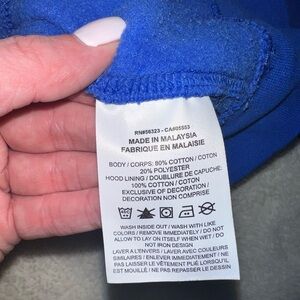 RN#56323 - CA#05553
MADE IN MALAYSIA
FABRIQUE EN MALAISIE
BODY / CORPS: 80% COTTON / COTON
20% POLYESTER
HOOD LINING / DOUBLURE DE CAPUCHE:
100% COTTON / COTON
EXCLUSIVE OF DECORATION /
DECORATION NON COMPRISE
WASH INSIDE OUT / WASH WITH LIKE
COLORS / REMOVE IMMEDIATELY / DO NOT
ALLOW TO LAY ON ITSELF WHEN WET / DO
NOT IRON DESIGN
LAVER A L'ENVERS / LAVER AVEC COULEURS
SIMILAIRES / ENLEVER IMMEDIATEMENT / NE
PAS LAISSER LE VÊTEMENT PLIÉ LORSQU'IL
EST MOUILLÉ / NE PAS REPASSER LE DESSIN